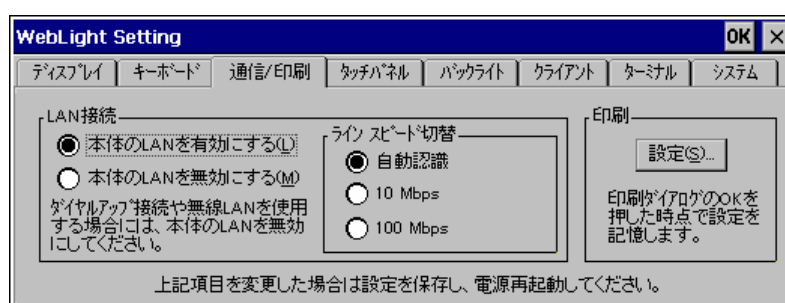 WebLight Setting OK ×
ﾃﾞｨｽﾌﾟﾚｲ ｷｰﾎﾞｰﾄﾞ 通信/印刷 ﾀｯﾁﾊﾟﾈﾙ ﾊﾞｯｸﾗｲﾄ ｸﾗｲｱﾝﾄ ﾀｰﾐﾅﾙ ｼｽﾃﾑ
LAN接続
本体のLANを有効にする(L)
本体のLANを無効にする(M)
ﾀﾞｲﾔﾙｱｯﾌﾟ接続や無線LANを使用
する場合には、本体のLANを無効
にしてください。
ﾗｲﾝ ｽﾋﾟｰﾄﾞ切替
自動認識
10 Mbps
100 Mbps
印刷
設定(S)...
印刷ﾀﾞｲｱﾛｸﾞのOKを
押した時点で設定を
記憶します。
上記項目を変更した場合は設定を保存し、電源再起動してください。